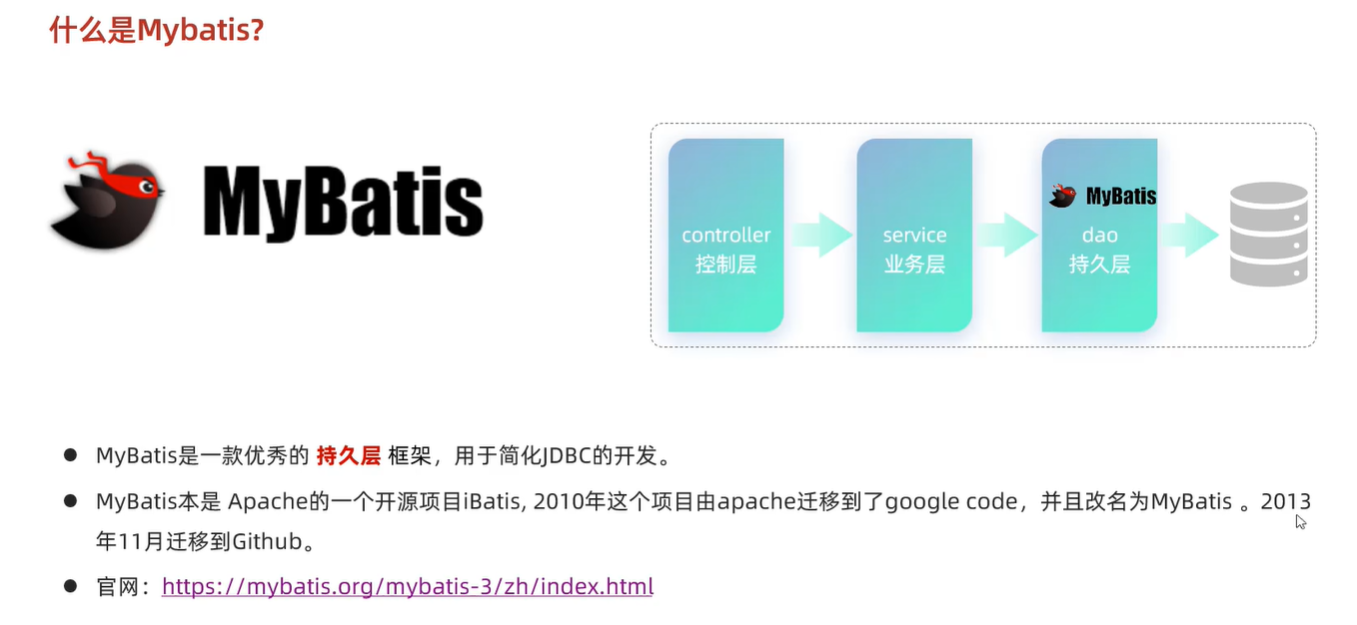 什么是Mybatis?
MyBatis
MyBatis
controller
控制层
service
业务层
dao
持久层
MyBatis是一款优秀的 持久层 框架，用于简化JDBC的开发。
MyBatis本是 Apache的一个开源项目iBatis, 2010年这个项目由apache迁移到了google code，并且改名为MyBatis 。2013
年11月迁移到Github。
官网：https://mybatis.org/mybatis-3/zh/index.html